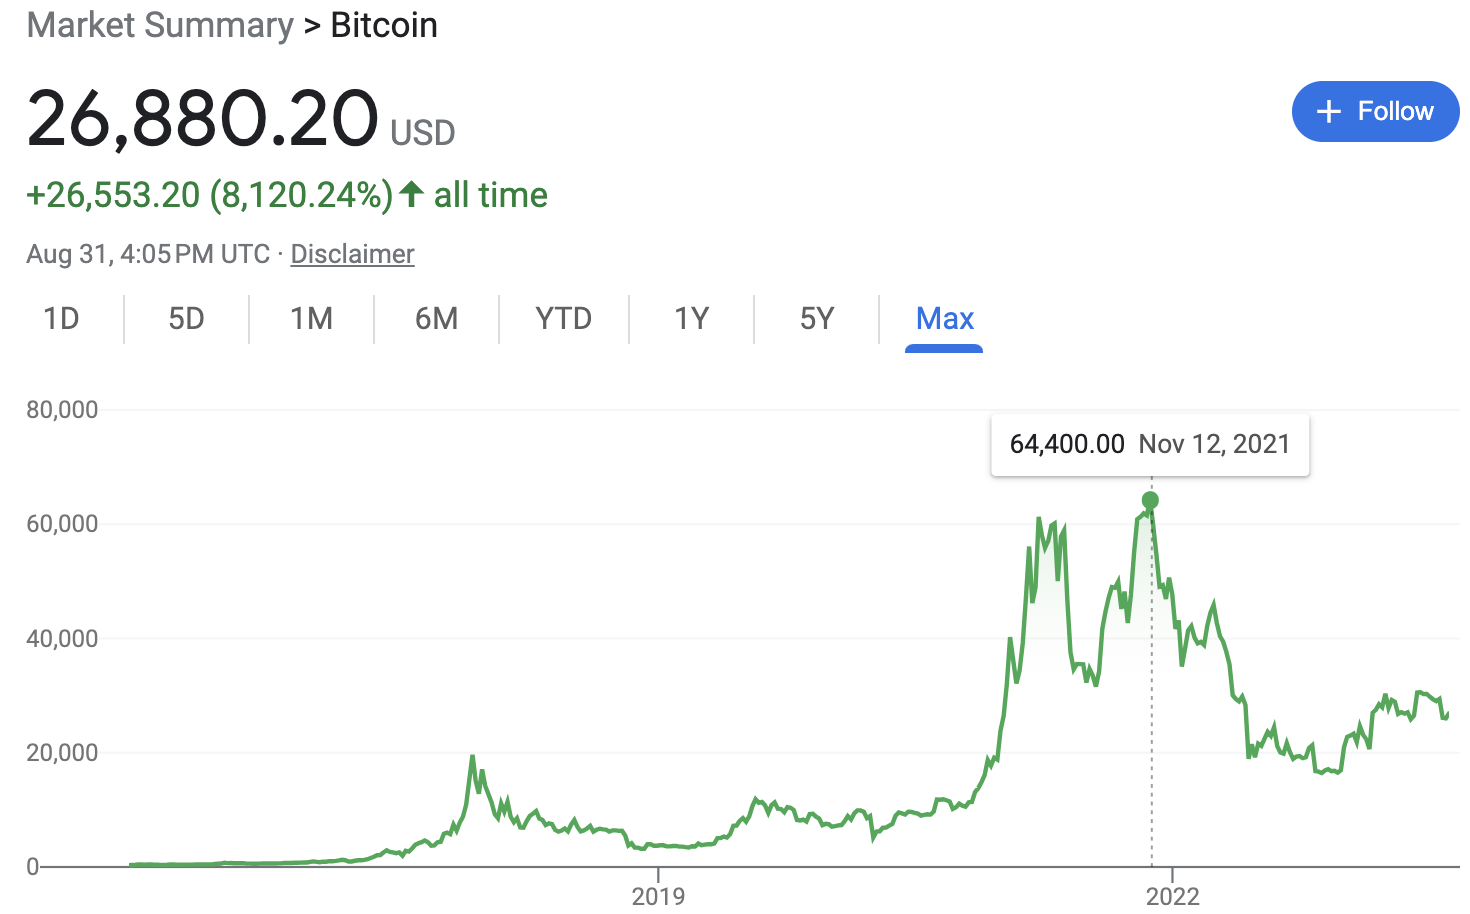 Market Summary > Bitcoin
26,880.20 USD
+ Follow
+26,553.20 (8,120.24%) ↑ all time
Aug 31, 4:05 PM UTC · Disclaimer
1D 5D 1M 6M YTD 1Y 5Y Max
80,000
64,400.00 Nov 12, 2021
60,000
40,000
20,000
0
2019 2022